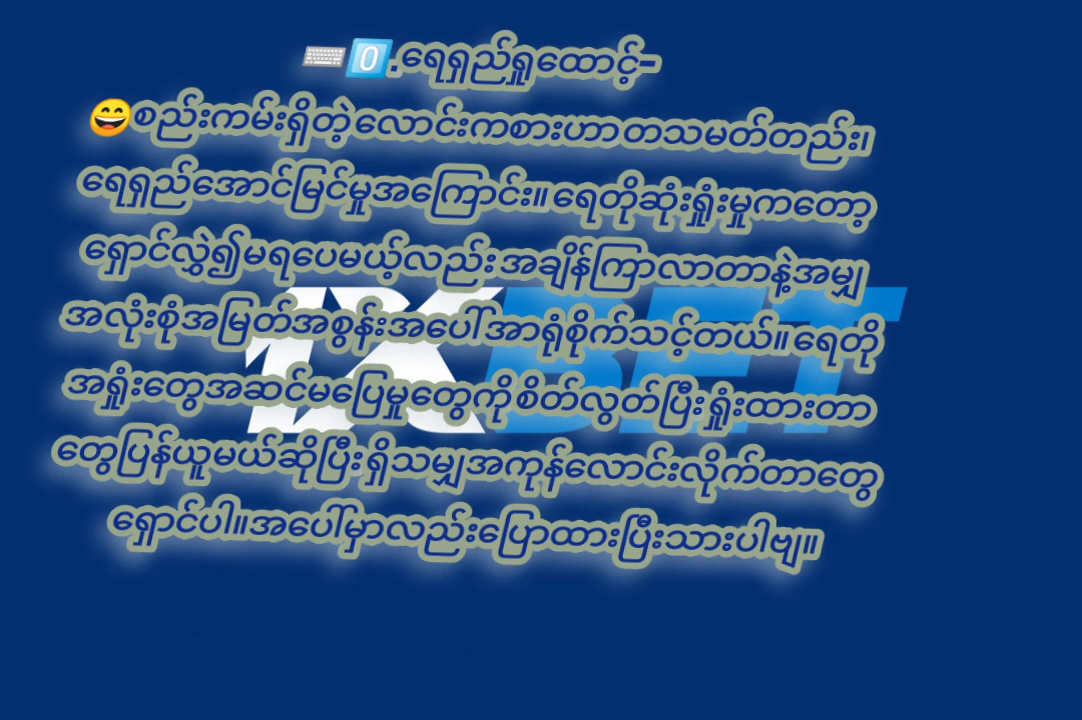 ⌨️0️⃣.ရေရှည်ရှုထောင့်-
😄စည်းကမ်းရှိတဲ့လောင်းကစားဟာတသမတ်တည်း၊
ရေရှည်အောင်မြင်မှုအကြောင်း။ရေတိုဆုံးရှုံးမှုကတော့
ရှောင်လွှဲ၍မရပေမယ့်လည်းအချိန်ကြာလာတာနဲ့အမျှ
အလုံးစုံအမြတ်အစွန်းအပေါ်အာရုံစိုက်သင့်တယ်။ရေတို
အရှုံးတွေအဆင်မပြေမှုတွေကိုစိတ်လွတ်ပြီးရှုံးထားတာ
တွေပြန်ယူမယ်ဆိုပြီးရှိသမျှအကုန်လောင်းလိုက်တာတွေ
ရှောင်ပါ။အပေါ်မှာလည်းပြောထားပြီးသားပါဗျ။
1XBET